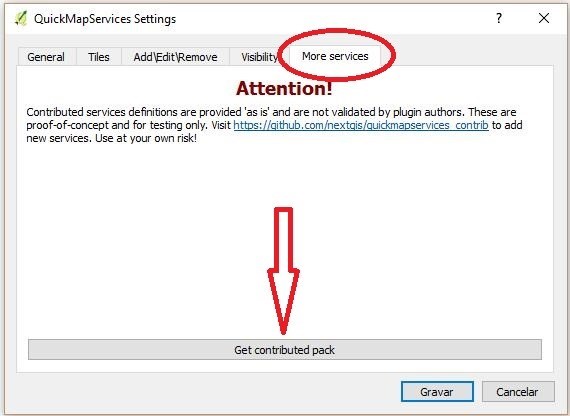 QuickMapServices Settings
General Tiles Add\Edit\Remove Visibility More services
Attention!
Contributed services definitions are provided 'as is' and are not validated by plugin authors. These are
proof-of-concept and for testing only. Visit https://github.com/nextgis/quickmapservices_contrib to add
new services. Use at your own risk!
Get contributed pack
Gravar Cancelar